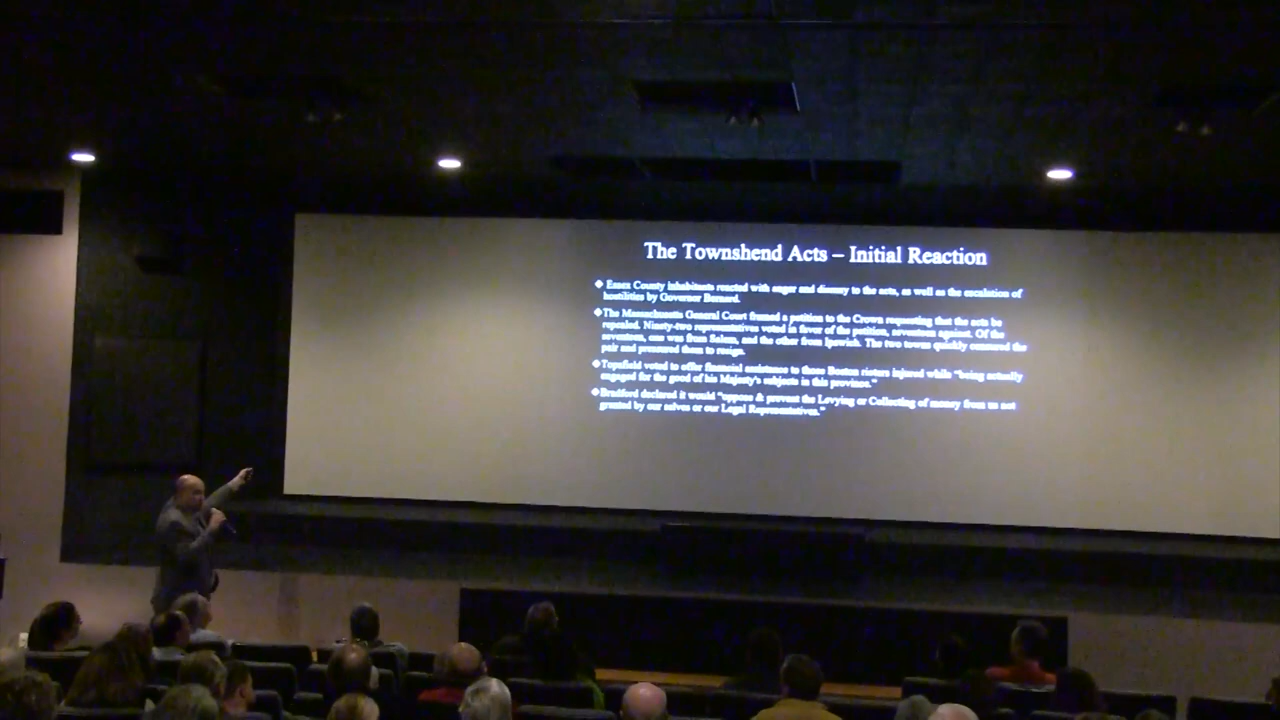 The Townshend Acts – Initial Reaction
❖ Essex County inhabitants reacted with anger and dismay to the acts, as well as the escalation of
hostilities by Governor Bernard.
❖The Massachusetts General Court framed a petition to the Crown requesting that the acts be
repealed. Ninety-two representatives voted in favor of the petition, seventeen against. Of the
seventeen, one was from Salem, and the other from Ipswich. The two towns quickly censured the
pair and pressured them to resign.
❖Topsfield voted to offer financial assistance to those Boston rioters injured while “being actually
engaged for the good of his Majesty's subjects in this province.”
❖Bradford declared it would “oppose & prevent the Levying or Collecting of money from us not
granted by our selves or our Legal Representatives.”